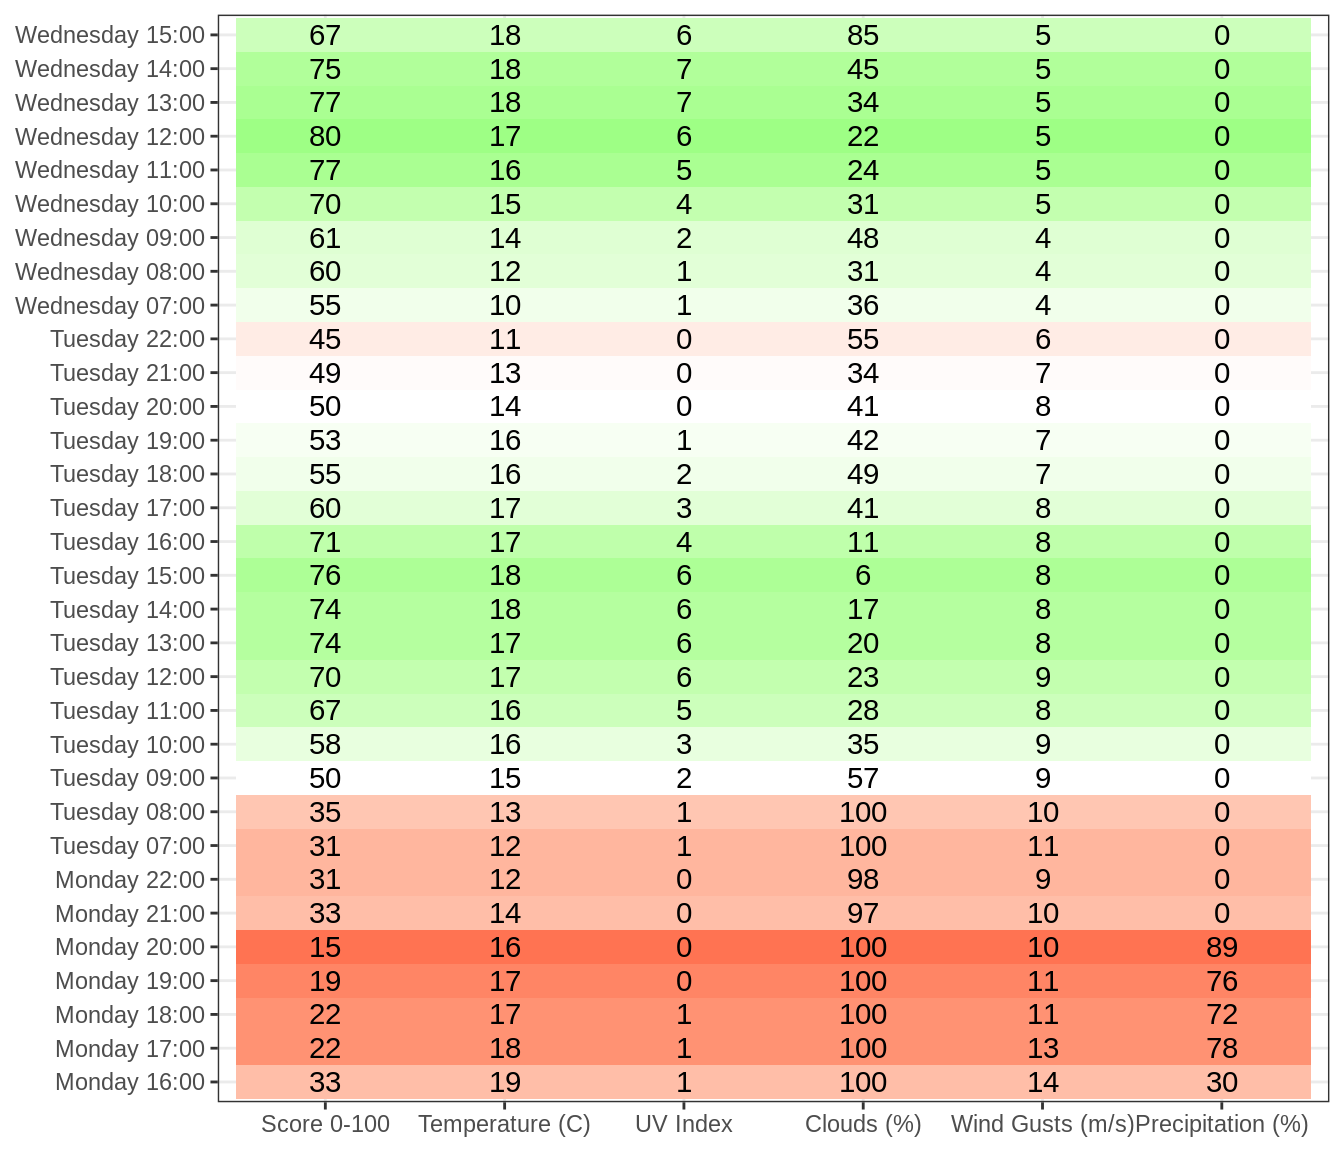 Wednesday 15:00 67 18 6 85 5 0
Wednesday 14:00 75 18 7 45 5 0
Wednesday 13:00 77 18 7 34 5 0
Wednesday 12:00 80 17 6 22 5 0
Wednesday 11:00 77 16 5 24 5 0
Wednesday 10:00 70 15 4 31 5 0
Wednesday 09:00 61 14 2 48 4 0
Wednesday 08:00 60 12 1 31 4 0
Wednesday 07:00 55 10 1 36 4 0
Tuesday 22:00 45 11 0 55 6 0
Tuesday 21:00 49 13 0 34 7 0
Tuesday 20:00 50 14 0 41 8 0
Tuesday 19:00 53 16 1 42 7 0
Tuesday 18:00 55 16 2 49 7 0
Tuesday 17:00 60 17 3 41 8 0
Tuesday 16:00 71 17 4 11 8 0
Tuesday 15:00 76 18 6 6 8 0
Tuesday 14:00 74 18 6 17 8 0
Tuesday 13:00 74 17 6 20 8 0
Tuesday 12:00 70 17 6 23 9 0
Tuesday 11:00 67 16 5 28 8 0
Tuesday 10:00 58 16 3 35 9 0
Tuesday 09:00 50 15 2 57 9 0
Tuesday 08:00 35 13 1 100 10 0
Tuesday 07:00 31 12 1 100 11 0
Monday 22:00 31 12 0 98 9 0
Monday 21:00 33 14 0 97 10 0
Monday 20:00 15 16 0 100 10 89
Monday 19:00 19 17 0 100 11 76
Monday 18:00 22 17 1 100 11 72
Monday 17:00 22 18 1 100 13 78
Monday 16:00 33 19 1 100 14 30
Score 0-100 Temperature (C) UV Index Clouds (%) Wind Gusts (m/s) Precipitation (%)